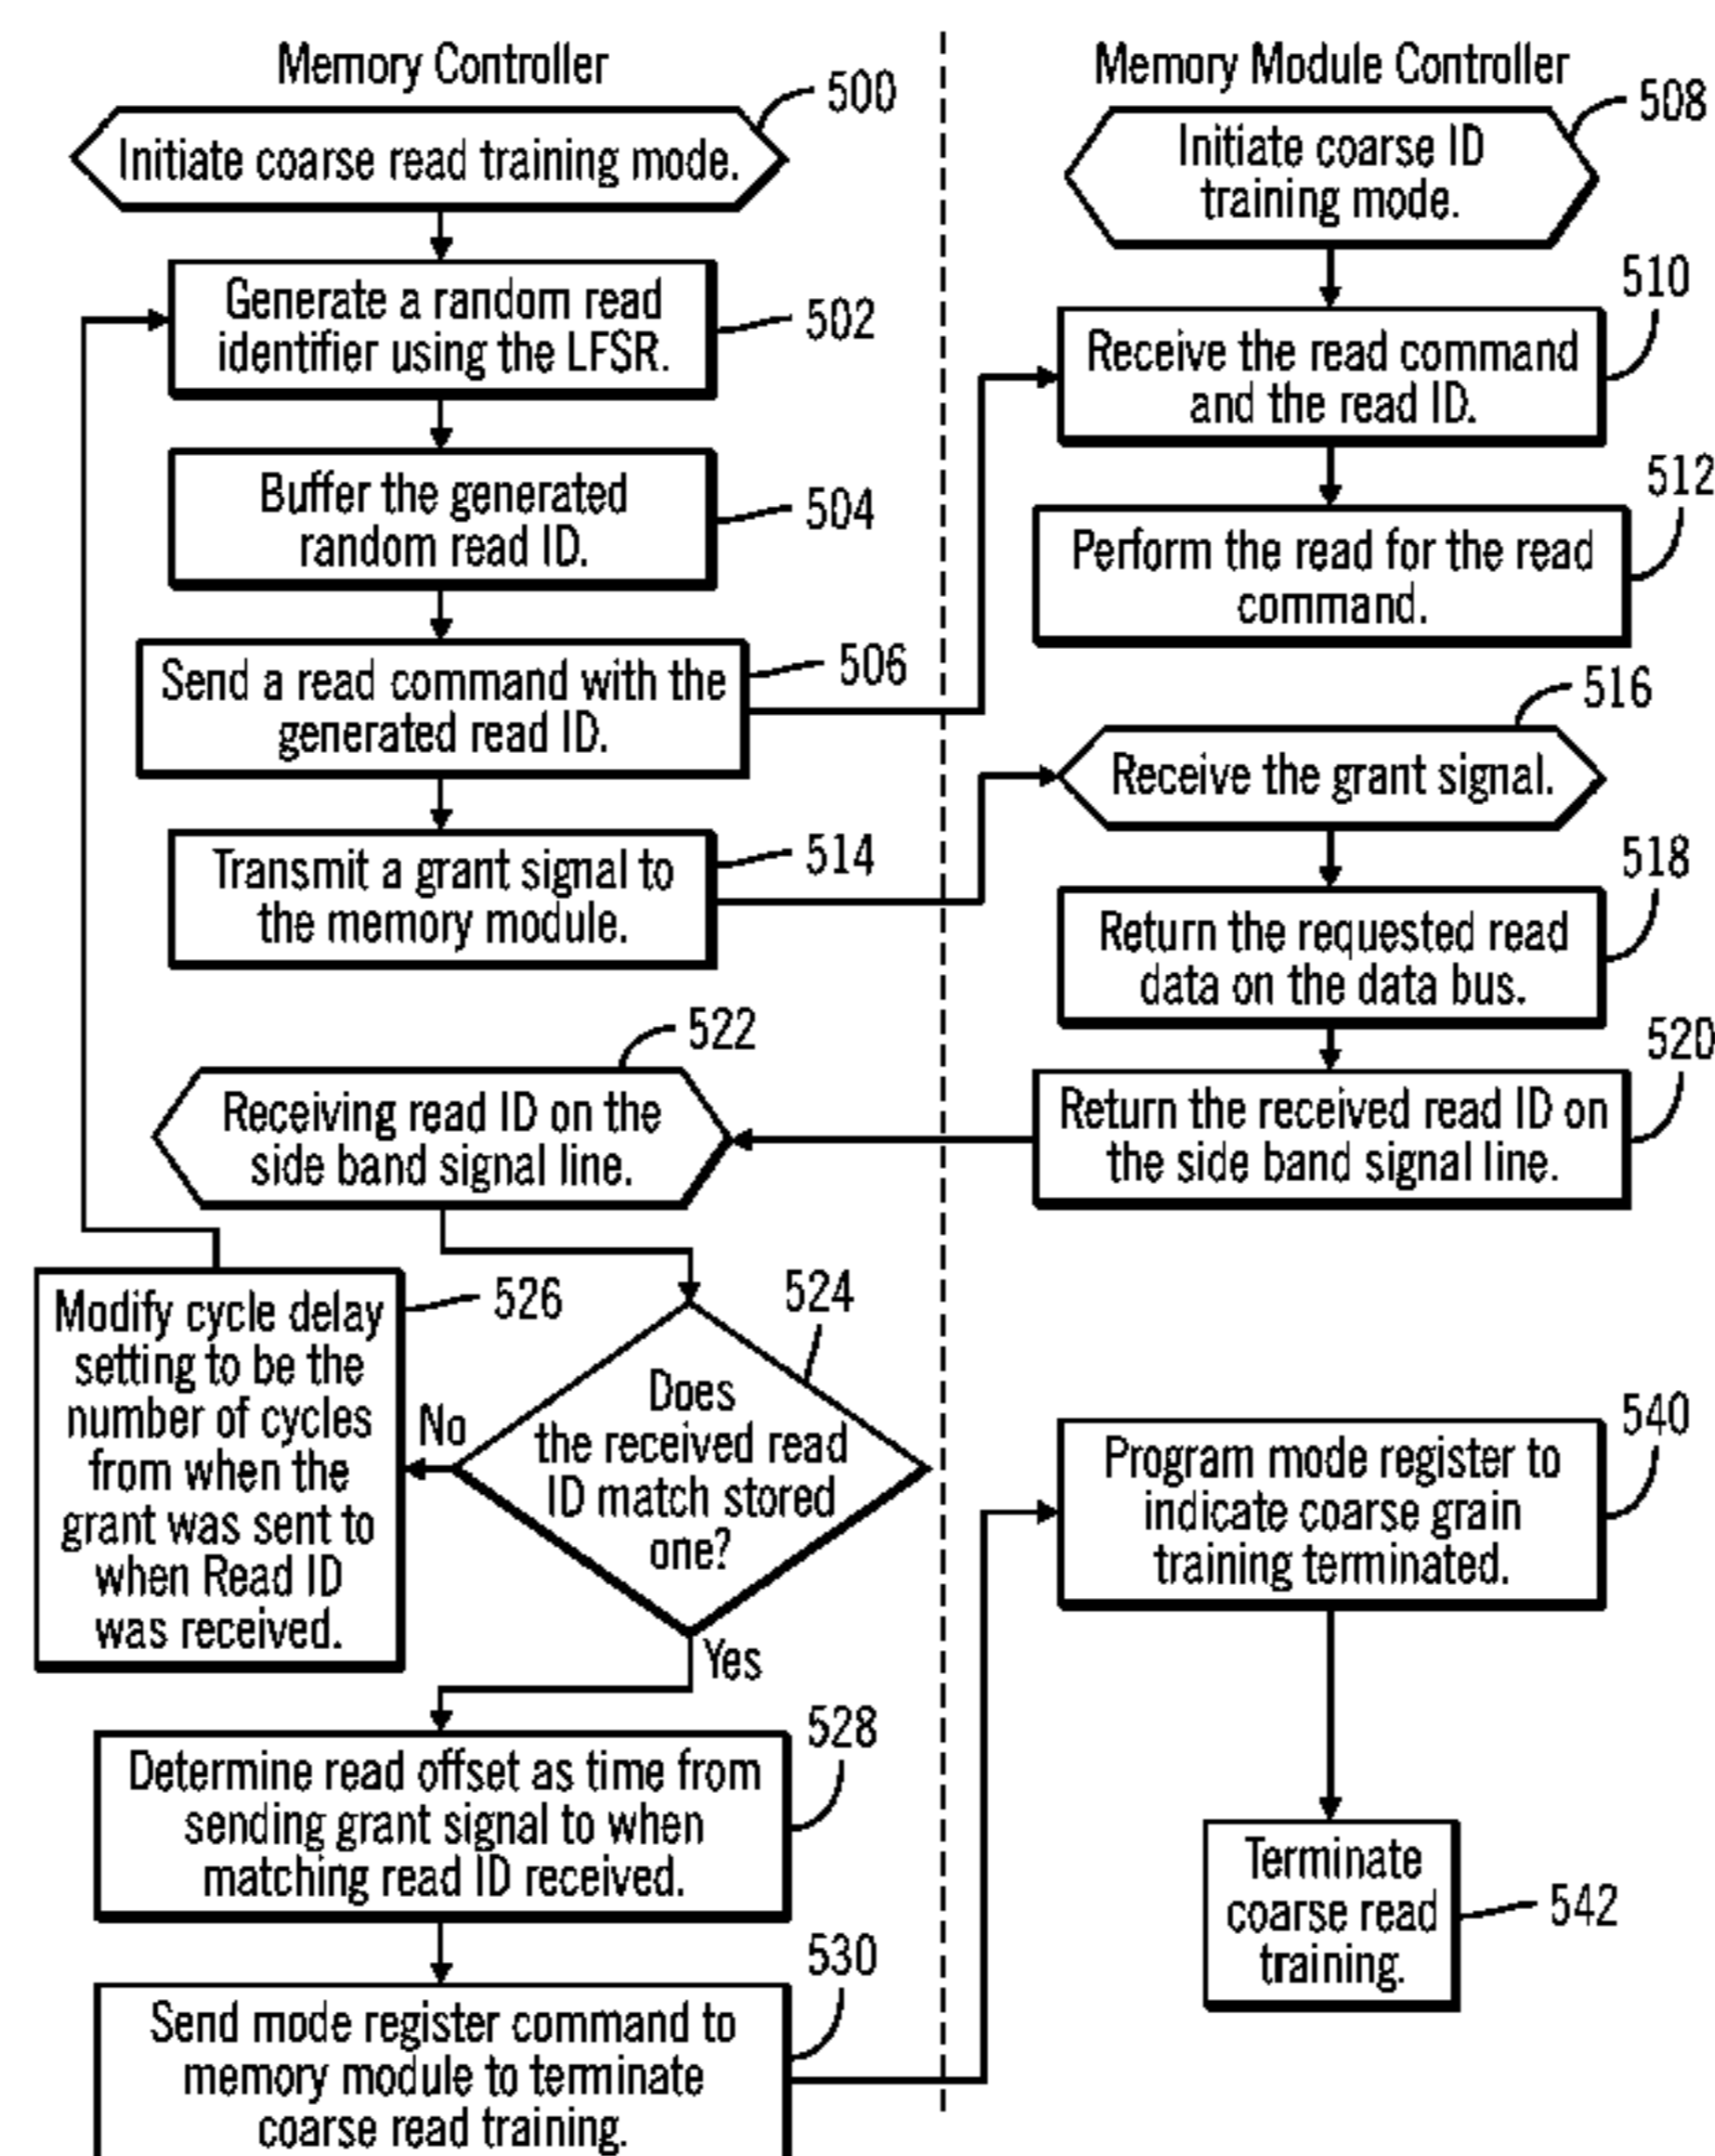 Memory Controller
500
Initiate coarse read training mode.
Generate a random read
identifier using the LFSR.
502
Buffer the generated
random read ID.
504
Send a read command with the
generated read ID.
506
Transmit a grant signal to
the memory module.
514
522
Receiving read ID on the
side band signal line.
Modify cycle delay
setting to be the
number of cycles
from when the
grant was sent to
when Read ID
was received.
526
524
Does
the received read
ID match stored
one?
No
Yes
Determine read offset as time from
sending grant signal to when
matching read ID received.
528
Send mode register command to
memory module to terminate
coarse read training.
530
Memory Module Controller
508
Initiate coarse ID
training mode.
510
Receive the read command
and the read ID.
512
Perform the read for the read
command.
516
Receive the grant signal.
518
Return the requested read
data on the data bus.
520
Return the received read ID on
the side band signal line.
540
Program mode register to
indicate coarse grain
training terminated.
Terminate
coarse read
training.
542